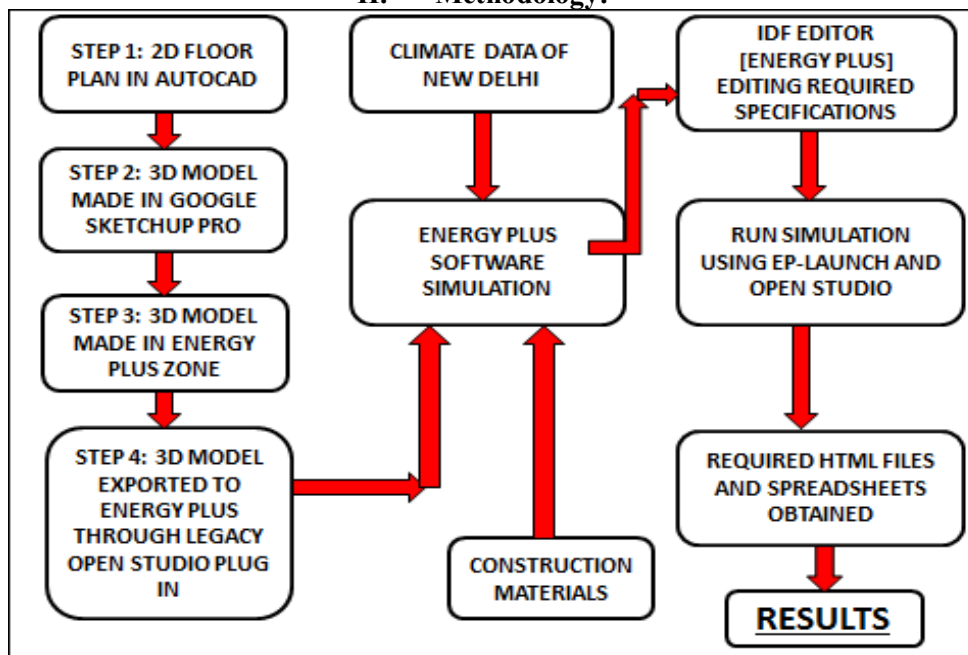 II. Methodology:
STEP 1: 2D FLOOR
PLAN IN AUTOCAD
STEP 2: 3D MODEL
MADE IN GOOGLE
SKETCHUP PRO
STEP 3: 3D MODEL
MADE IN ENERGY
PLUS ZONE
STEP 4: 3D MODEL
EXPORTED TO
ENERGY PLUS
THROUGH LEGACY
OPEN STUDIO PLUG
IN
CLIMATE DATA OF
NEW DELHI
ENERGY PLUS
SOFTWARE
SIMULATION
CONSTRUCTION
MATERIALS
IDF EDITOR
[ENERGY PLUS]
EDITING REQUIRED
SPECIFICATIONS
RUN SIMULATION
USING EP-LAUNCH AND
OPEN STUDIO
REQUIRED HTML FILES
AND SPREADSHEETS
OBTAINED
RESULTS